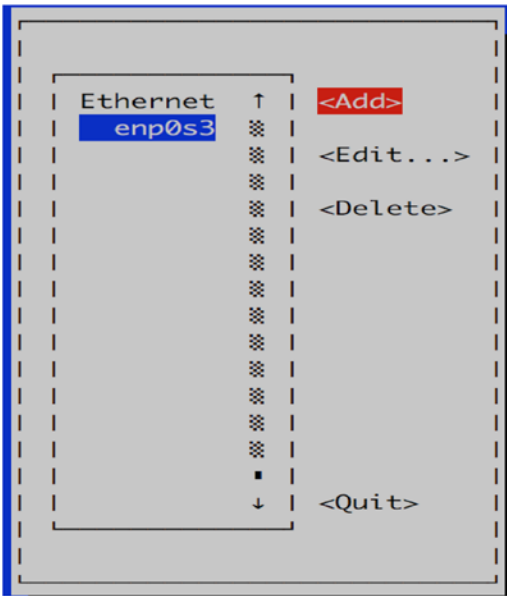 Ethernet ↑ <Add>
enp0s3
<Edit...>
<Delete>
↓ <Quit>